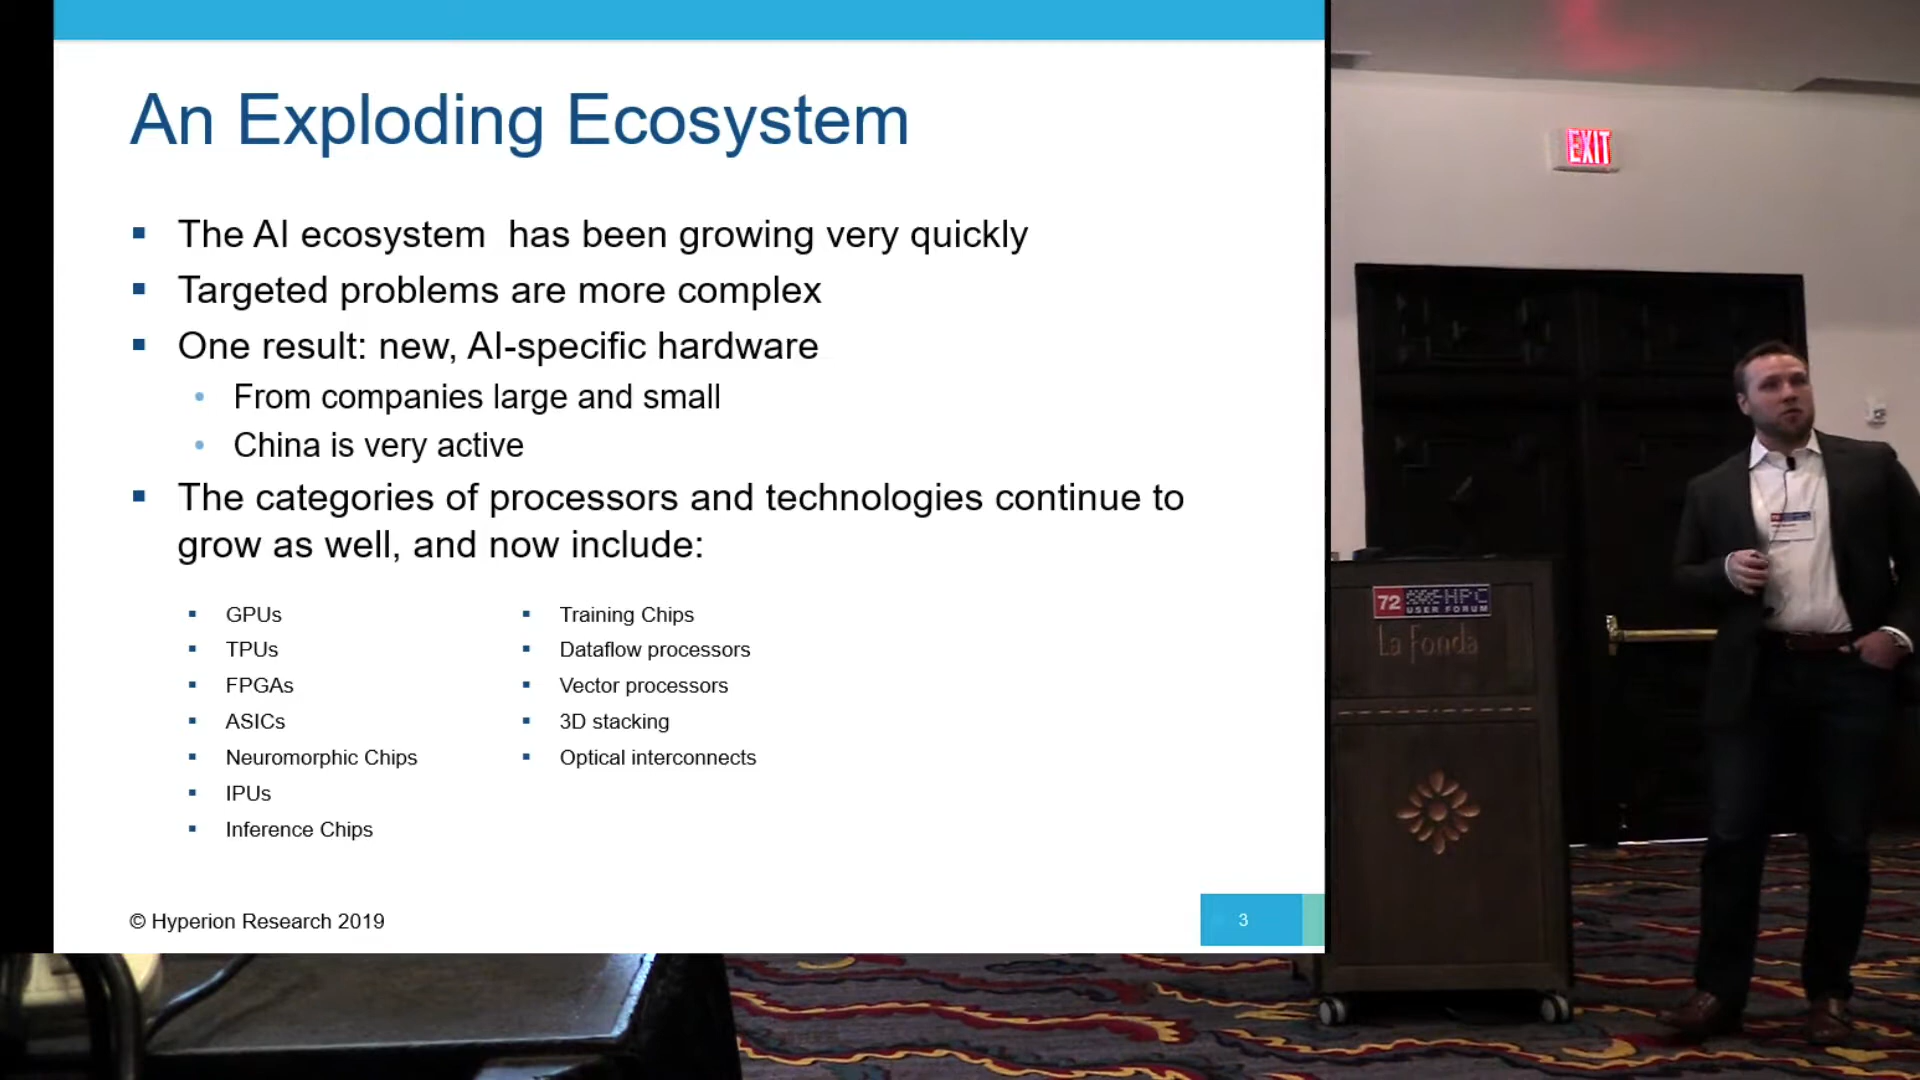 An Exploding Ecosystem
The AI ecosystem  has been growing very quickly
Targeted problems are more complex
One result: new, AI-specific hardware
From companies large and small
China is very active
The categories of processors and technologies continue to
grow as well, and now include:
GPUs
TPUs
FPGAs
ASICs
Neuromorphic Chips
IPUs
Inference Chips
Training Chips
Dataflow processors
Vector processors
3D stacking
Optical interconnects
© Hyperion Research 2019
3
EXIT
72 HPC
USER FORUM
La Fonda